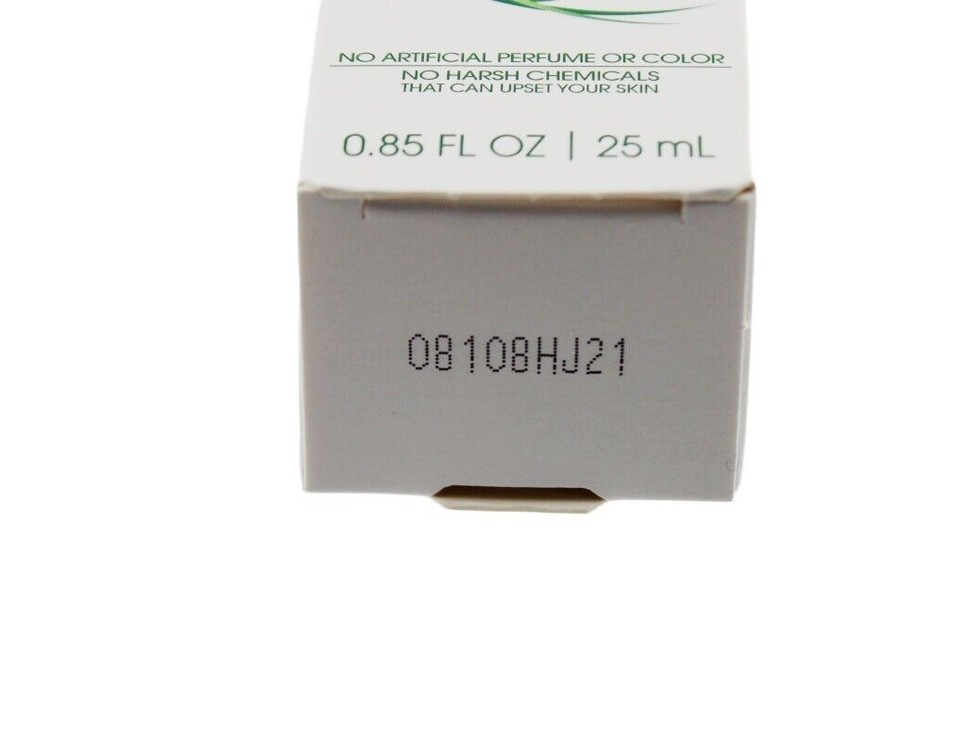 NO ARTIFICIAL PERFUME OR COLOR
NO HARSH CHEMICALS
THAT CAN UPSET YOUR SKIN
0.85 FL OZ | 25 mL
08108HJ21